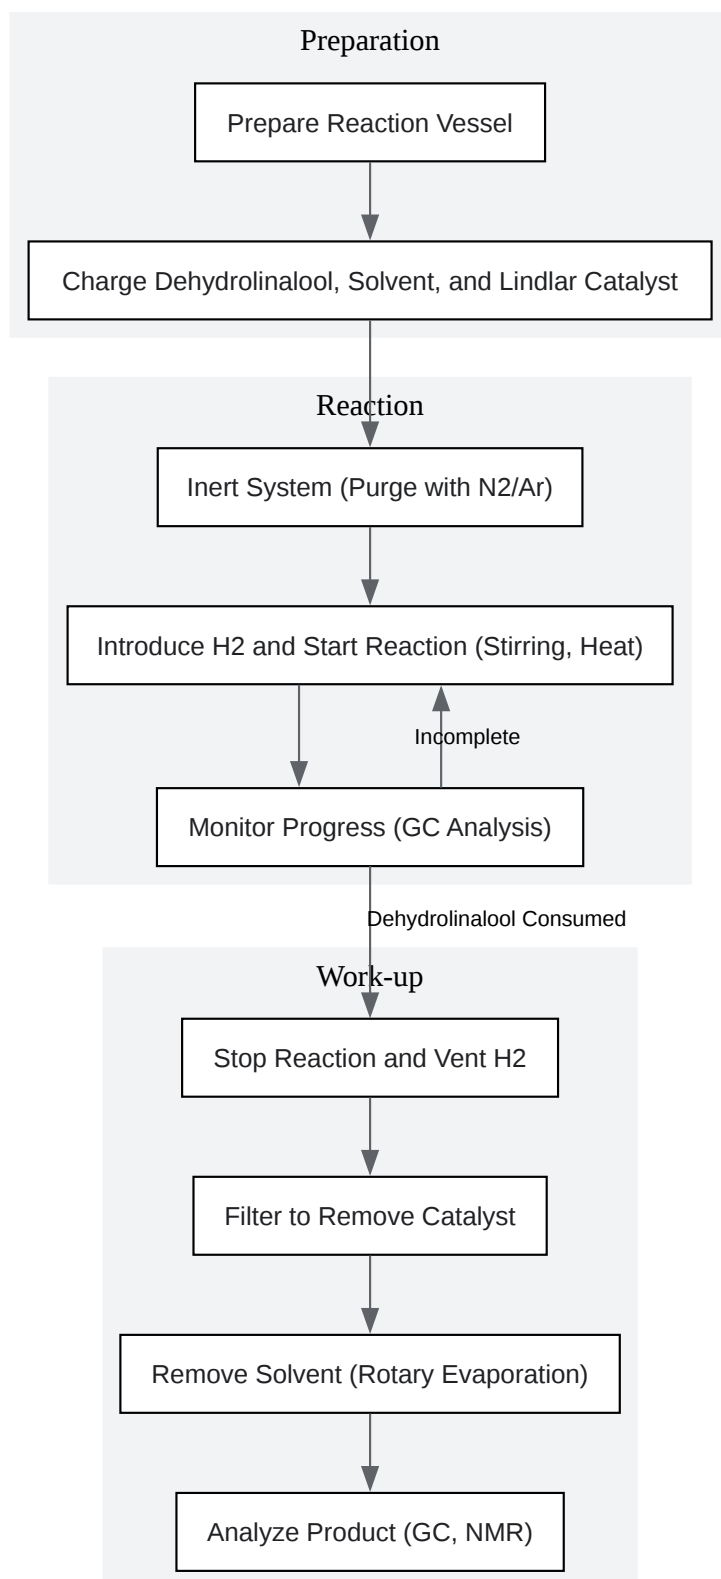 Preparation
Prepare Reaction Vessel
Charge Dehydrolinalool, Solvent, and Lindlar Catalyst
Reaction
Inert System (Purge with N2/Ar)
Introduce H2 and Start Reaction (Stirring, Heat)
Incomplete
Monitor Progress (GC Analysis)
Dehydrolinalool Consumed
Work-up
Stop Reaction and Vent H2
Filter to Remove Catalyst
Remove Solvent (Rotary Evaporation)
Analyze Product (GC, NMR)